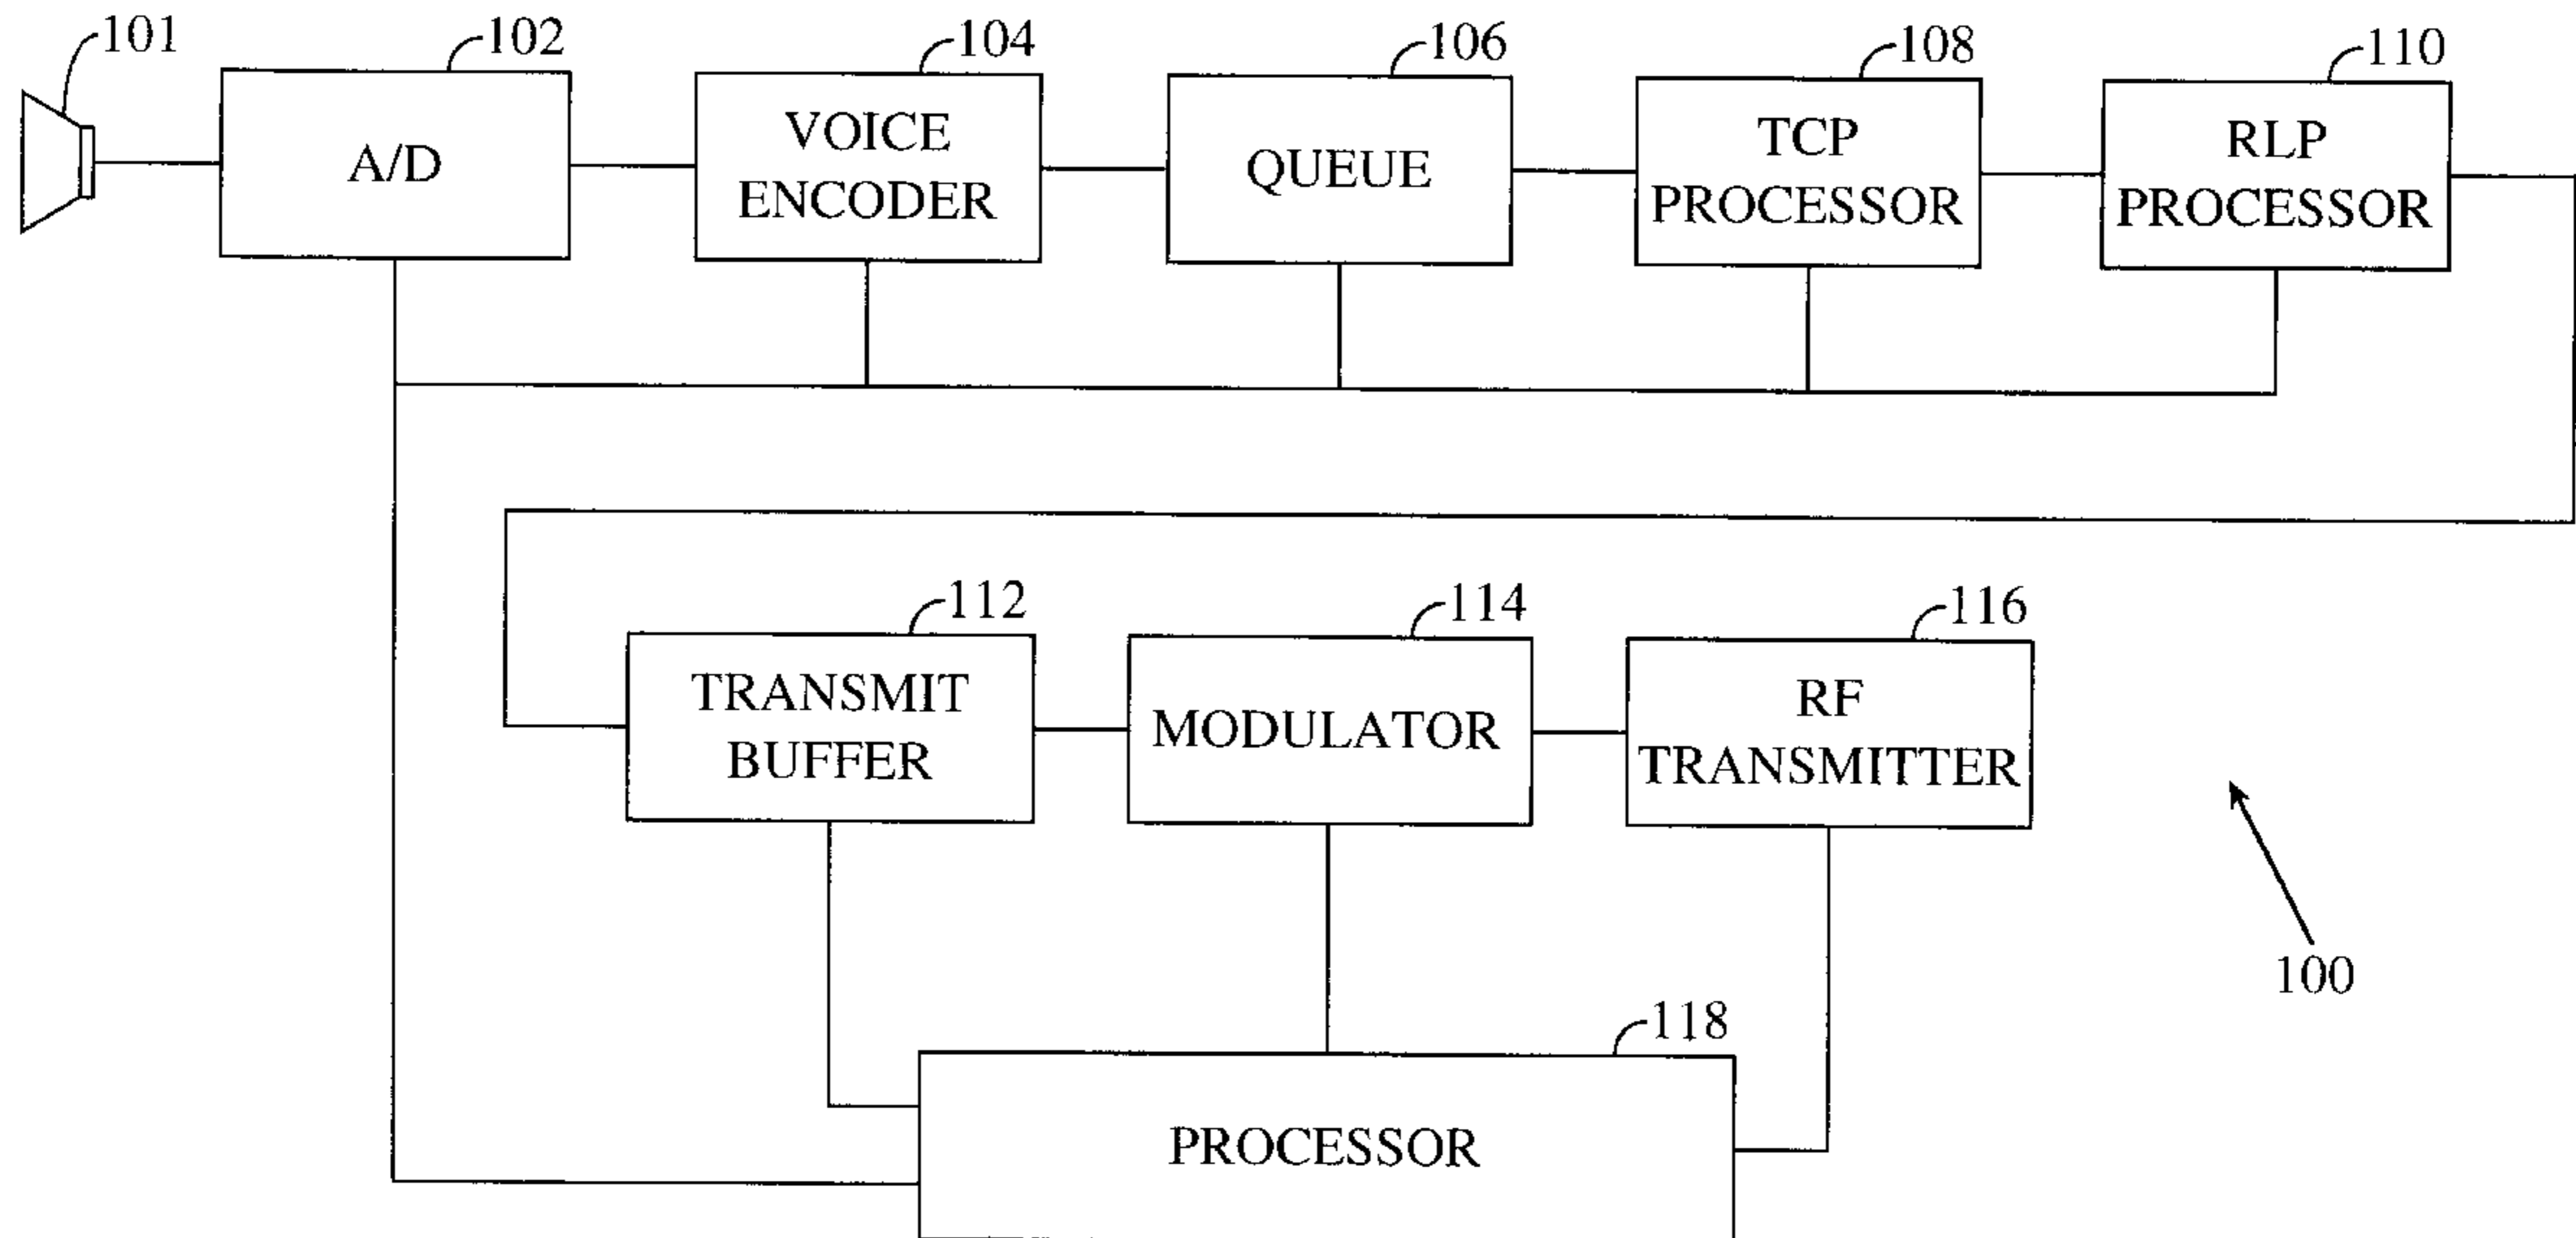 101
102
104
106
108
110
A/D
VOICE
ENCODER
QUEUE
TCP
PROCESSOR
RLP
PROCESSOR
112
114
116
TRANSMIT
BUFFER
MODULATOR
RF
TRANSMITTER
100
118
PROCESSOR